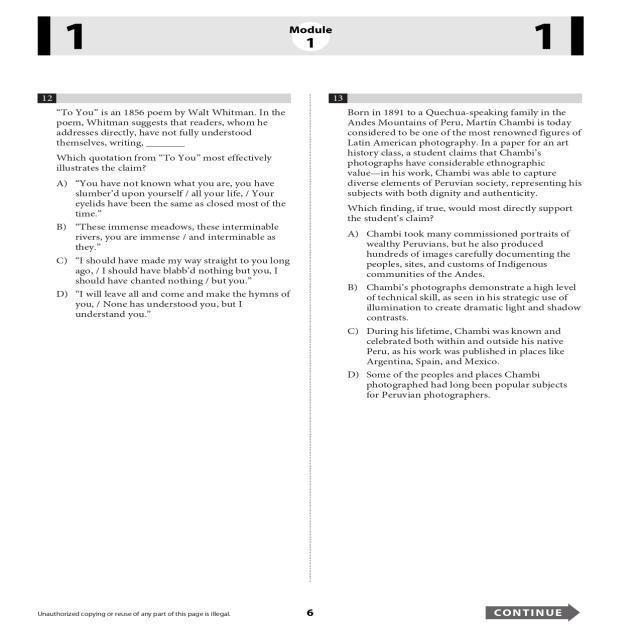 1
Module
1
1
12
"To You" is an 1856 poem by Walt Whitman. In the
poem, Whitman suggests that readers, whom he
addresses directly, have not fully understood
themselves, writing, ________
Which quotation from "To You" most effectively
illustrates the claim?
A) "You have not known what you are, you have
slumber'd upon yourself / all your life, / Your
eyelids have been the same as closed most of the
time."
B) "These immense meadows, these interminable
rivers, you are immense / and interminable as
they."
C) "I should have made my way straight to you long
ago, / I should have blabb'd nothing but you, I
should have chanted nothing / but you."
D) "I will leave all and come and make the hymns of
you, / None has understood you, but I
understand you."
13
Born in 1891 to a Quechua-speaking family in the
Andes Mountains of Peru, Martín Chambi is today
considered to be one of the most renowned figures of
Latin American photography. In a paper for an art
history class, a student claims that Chambi's
photographs have considerable ethnographic
value—in his work, Chambi was able to capture
diverse elements of Peruvian society, representing his
subjects with both dignity and authenticity.
Which finding, if true, would most directly support
the student's claim?
A) Chambi took many commissioned portraits of
wealthy Peruvians, but he also produced
hundreds of images carefully documenting the
peoples, sites, and customs of Indigenous
communities of the Andes.
B) Chambi's photographs demonstrate a high level
of technical skill, as seen in his strategic use of
illumination to create dramatic light and shadow
contrasts.
C) During his lifetime, Chambi was known and
celebrated both within and outside his native
Peru, as his work was published in places like
Argentina, Spain, and Mexico.
D) Some of the peoples and places Chambi
photographed had long been popular subjects
for Peruvian photographers.
Unauthorized copying or reuse of any part of this page is illegal.
6
CONTINUE